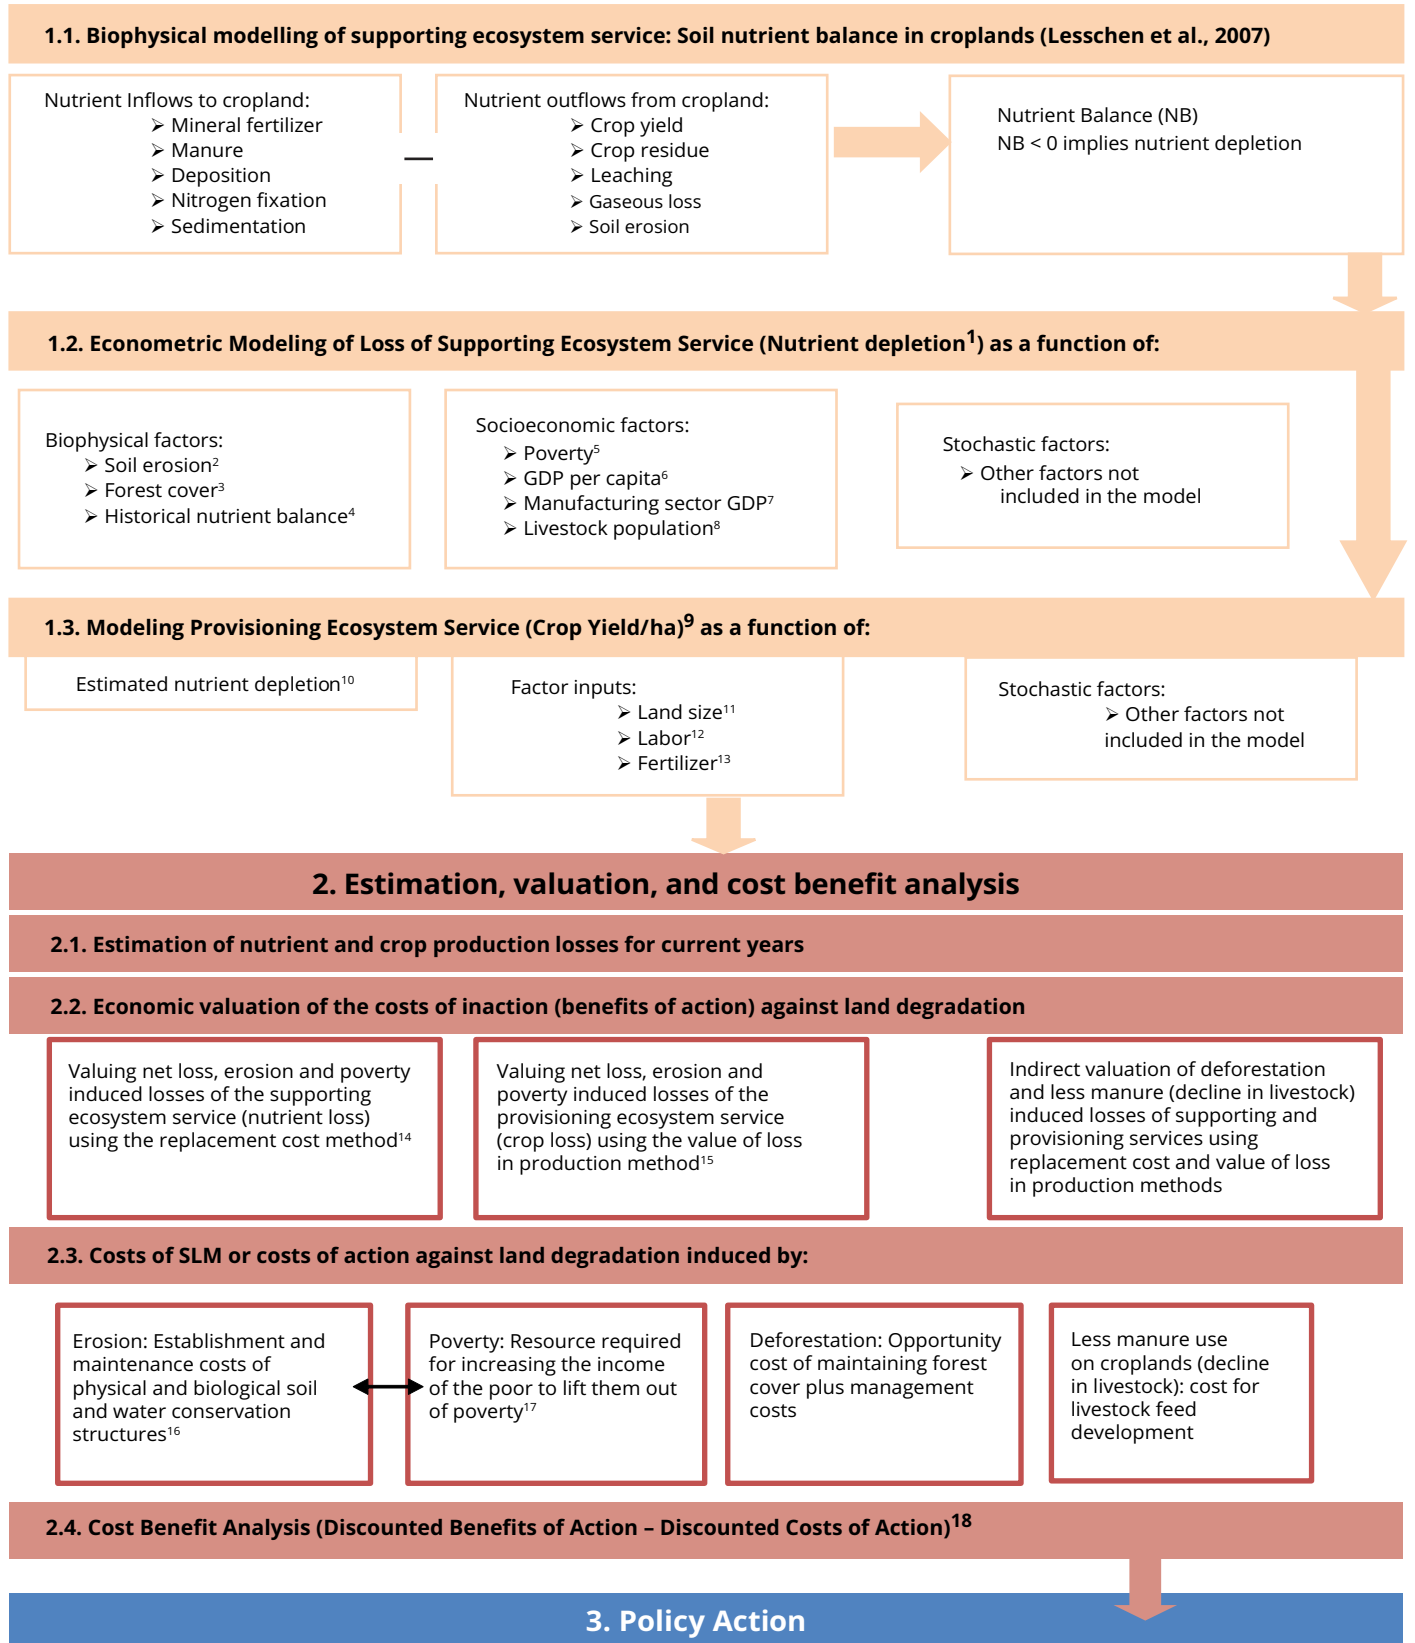 1.1. Biophysical modelling of supporting ecosystem service: Soil nutrient balance in croplands (Lesschen et al., 2007)
Nutrient Inflows to cropland:
➢ Mineral fertilizer
➢ Manure
➢ Deposition
➢ Nitrogen fixation
➢ Sedimentation
—
Nutrient outflows from cropland:
➢ Crop yield
➢ Crop residue
➢ Leaching
➢ Gaseous loss
➢ Soil erosion
Nutrient Balance (NB)
NB < 0 implies nutrient depletion
1.2. Econometric Modeling of Loss of Supporting Ecosystem Service (Nutrient depletion¹) as a function of:
Biophysical factors:
➢ Soil erosion²
➢ Forest cover³
➢ Historical nutrient balance⁴
Socioeconomic factors:
➢ Poverty⁵
➢ GDP per capita⁶
➢ Manufacturing sector GDP⁷
➢ Livestock population⁸
Stochastic factors:
➢ Other factors not
included in the model
1.3. Modeling Provisioning Ecosystem Service (Crop Yield/ha)⁹ as a function of:
Estimated nutrient depletion¹⁰
Factor inputs:
➢ Land size¹¹
➢ Labor¹²
➢ Fertilizer¹³
Stochastic factors:
➢ Other factors not
included in the model
2. Estimation, valuation, and cost benefit analysis
2.1. Estimation of nutrient and crop production losses for current years
2.2. Economic valuation of the costs of inaction (benefits of action) against land degradation
Valuing net loss, erosion and poverty
induced losses of the supporting
ecosystem service (nutrient loss)
using the replacement cost method¹⁴
Valuing net loss, erosion and
poverty induced losses of the
provisioning ecosystem service
(crop loss) using the value of loss
in production method¹⁵
Indirect valuation of deforestation
and less manure (decline in livestock)
induced losses of supporting and
provisioning services using
replacement cost and value of loss
in production methods
2.3. Costs of SLM or costs of action against land degradation induced by:
Erosion: Establishment and
maintenance costs of
physical and biological soil
and water conservation
structures¹⁶
Poverty: Resource required
for increasing the income
of the poor to lift them out
of poverty¹⁷
Deforestation: Opportunity
cost of maintaining forest
cover plus management
costs
Less manure use
on croplands (decline
in livestock): cost for
livestock feed
development
2.4. Cost Benefit Analysis (Discounted Benefits of Action – Discounted Costs of Action)¹⁸
3. Policy Action